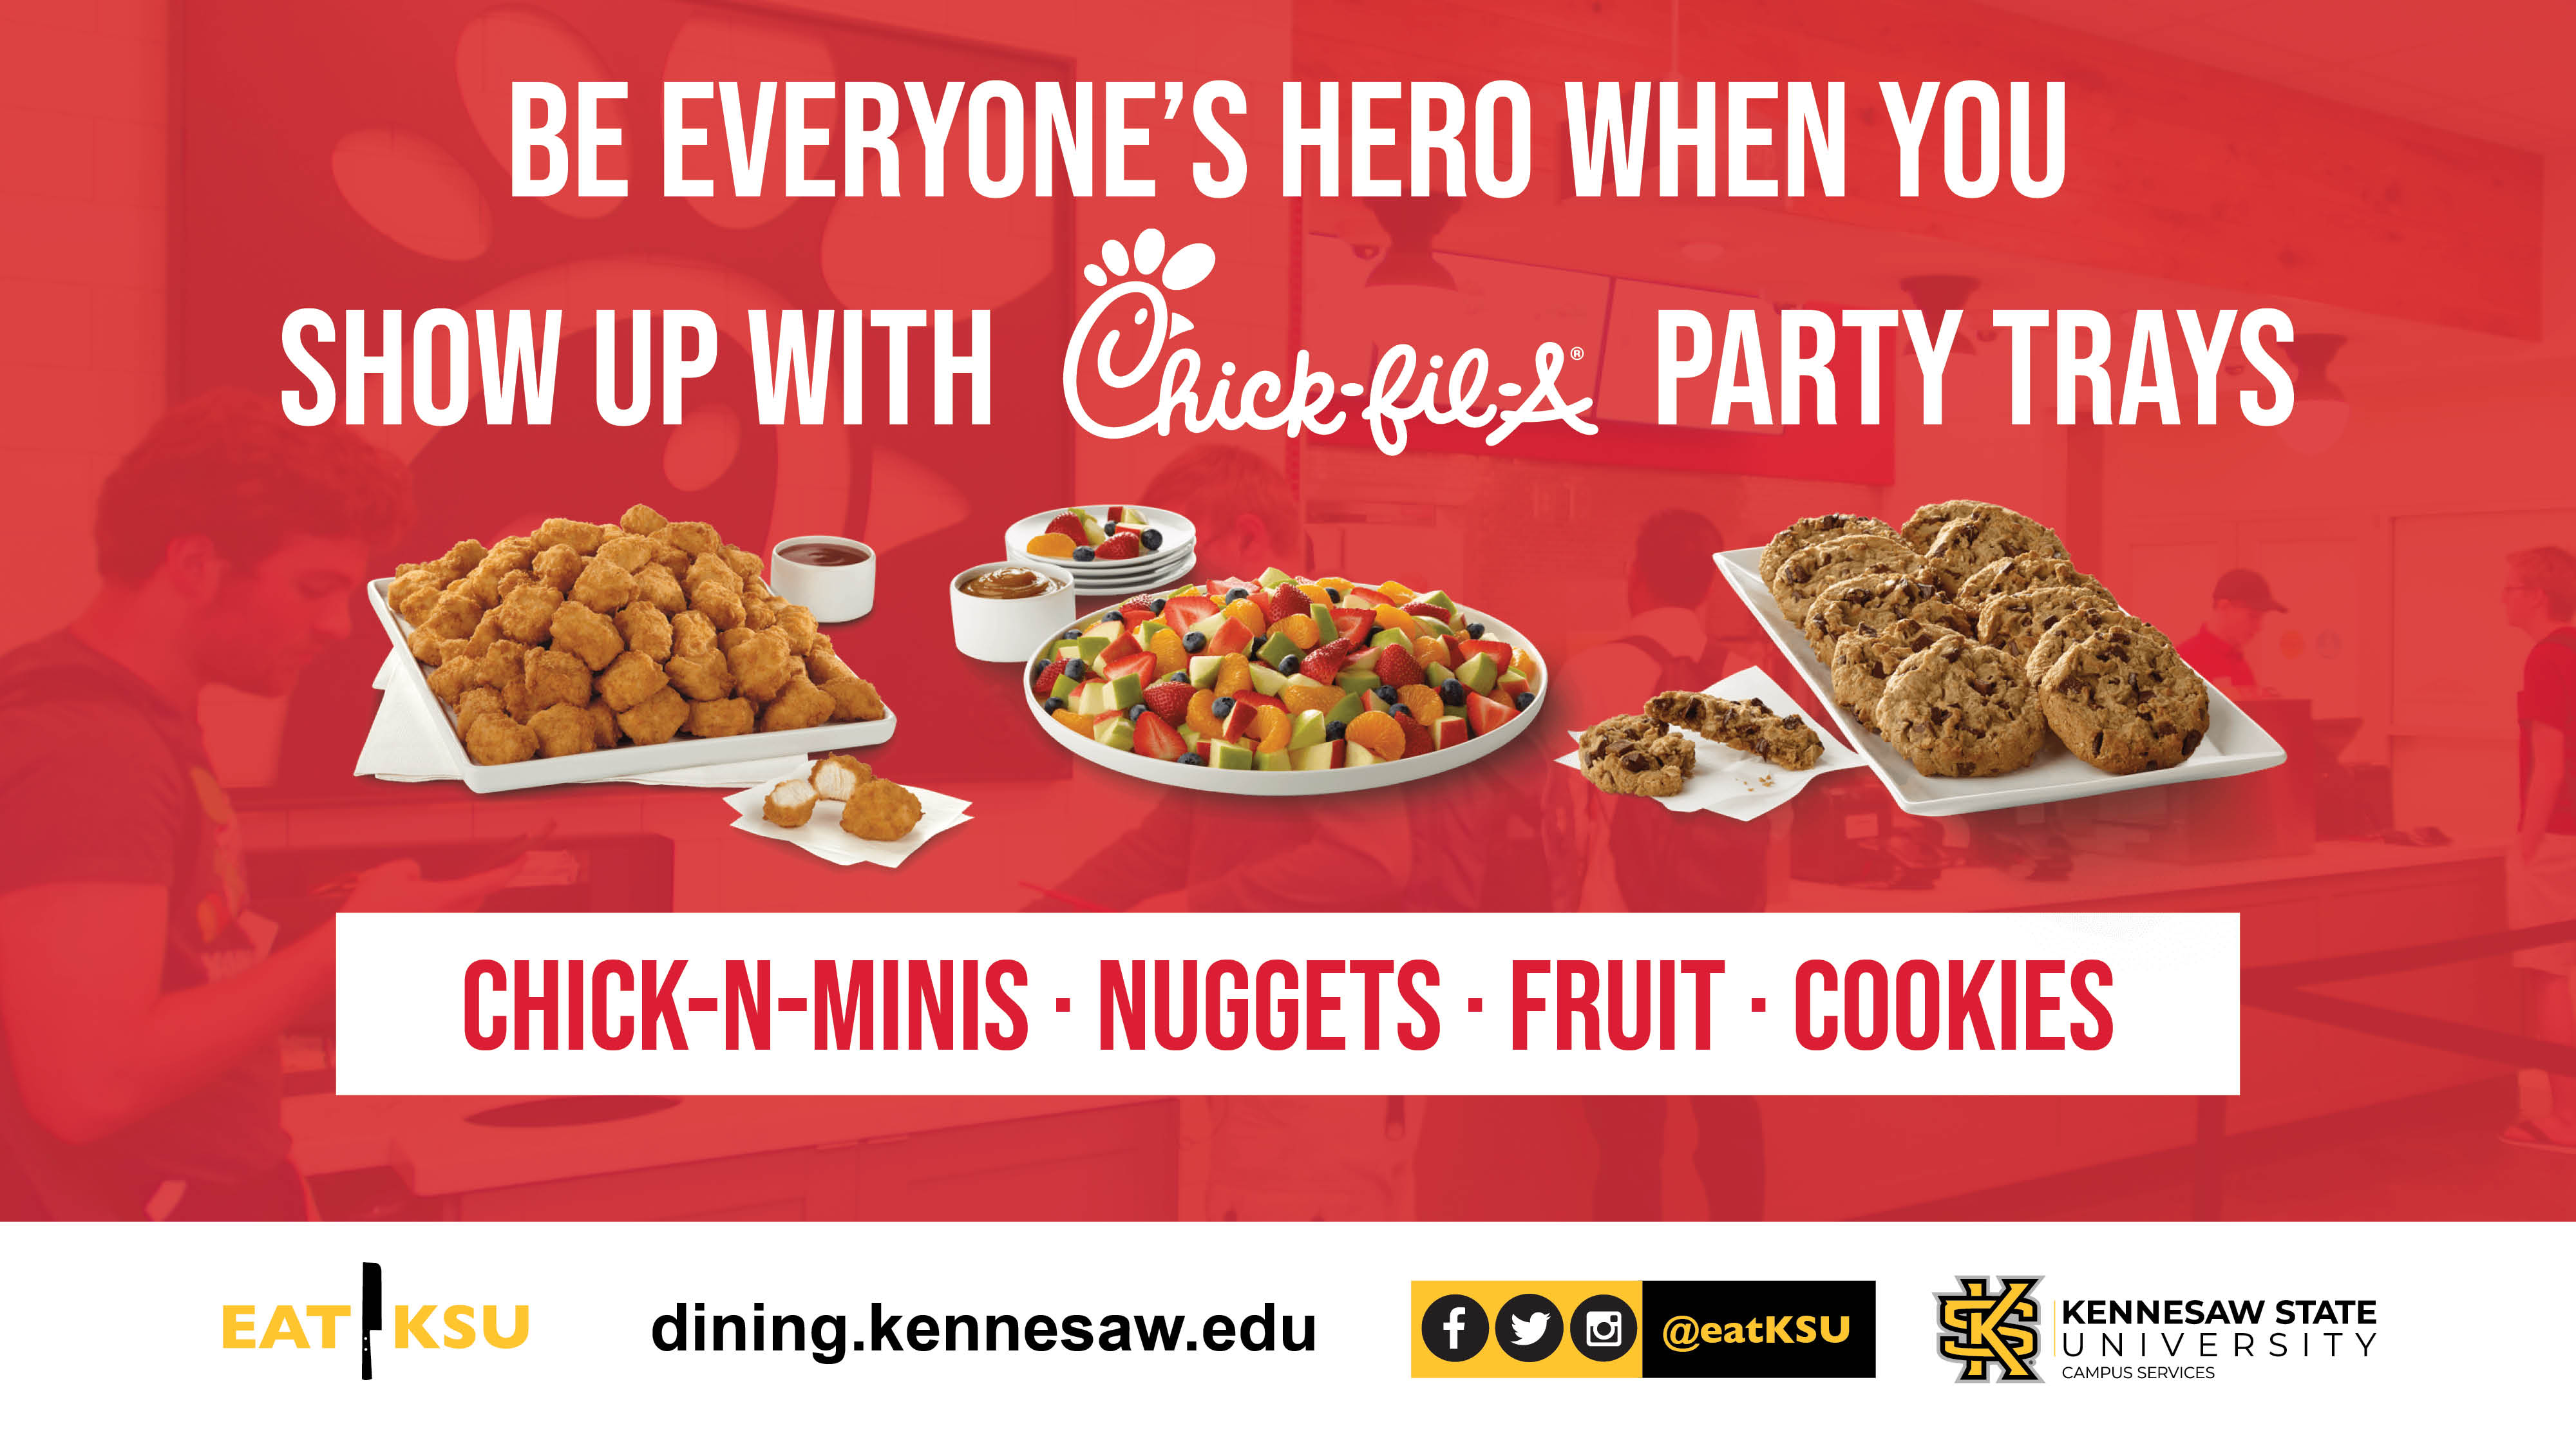 BE EVERYONE’S HERO WHEN YOU
SHOW UP WITH Chick-fil-A® PARTY TRAYS
CHICK-N-MINIS · NUGGETS · FRUIT · COOKIES
EAT KSU
dining.kennesaw.edu
@eatKSU
KS
KENNESAW STATE
UNIVERSITY
CAMPUS SERVICES